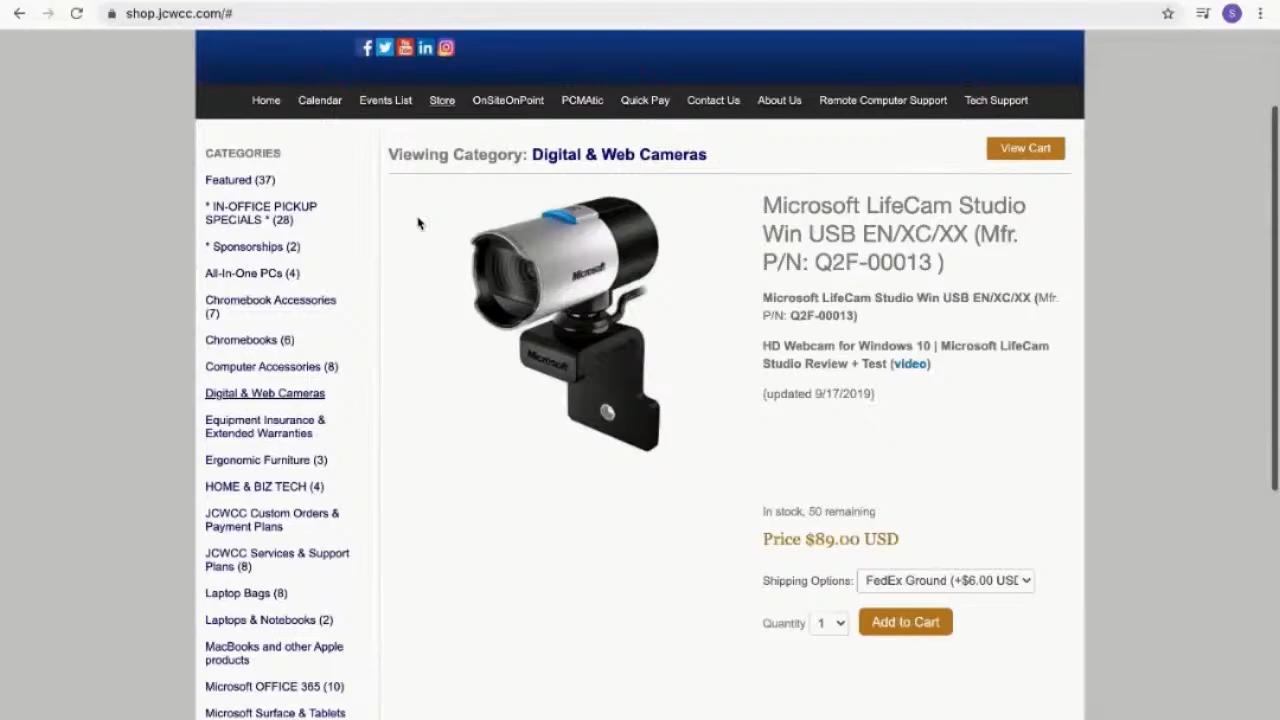 shop.jcwcc.com/#
S
Home Calendar Events List Store OnSiteOnPoint PCMAtic Quick Pay Contact Us About Us Remote Computer Support Tech Support
CATEGORIES
Featured (37)
* IN-OFFICE PICKUP
SPECIALS * (28)
* Sponsorships (2)
All-In-One PCs (4)
Chromebook Accessories
(7)
Chromebooks (6)
Computer Accessories (8)
Digital & Web Cameras
Equipment Insurance &
Extended Warranties
Ergonomic Furniture (3)
HOME & BIZ TECH (4)
JCWCC Custom Orders &
Payment Plans
JCWCC Services & Support
Plans (8)
Laptop Bags (8)
Laptops & Notebooks (2)
MacBooks and other Apple
products
Microsoft OFFICE 365 (10)
Microsoft Surface & Tablets
Viewing Category: Digital & Web Cameras
View Cart
Microsoft
Microsoft
Microsoft LifeCam Studio
Win USB EN/XC/XX (Mfr.
P/N: Q2F-00013 )
Microsoft LifeCam Studio Win USB EN/XC/XX (Mfr.
P/N: Q2F-00013)
HD Webcam for Windows 10 | Microsoft LifeCam
Studio Review + Test (video)
(updated 9/17/2019)
In stock, 50 remaining
Price $89.00 USD
Shipping Options: FedEx Ground (+$6.00 USD
Quantity 1 Add to Cart